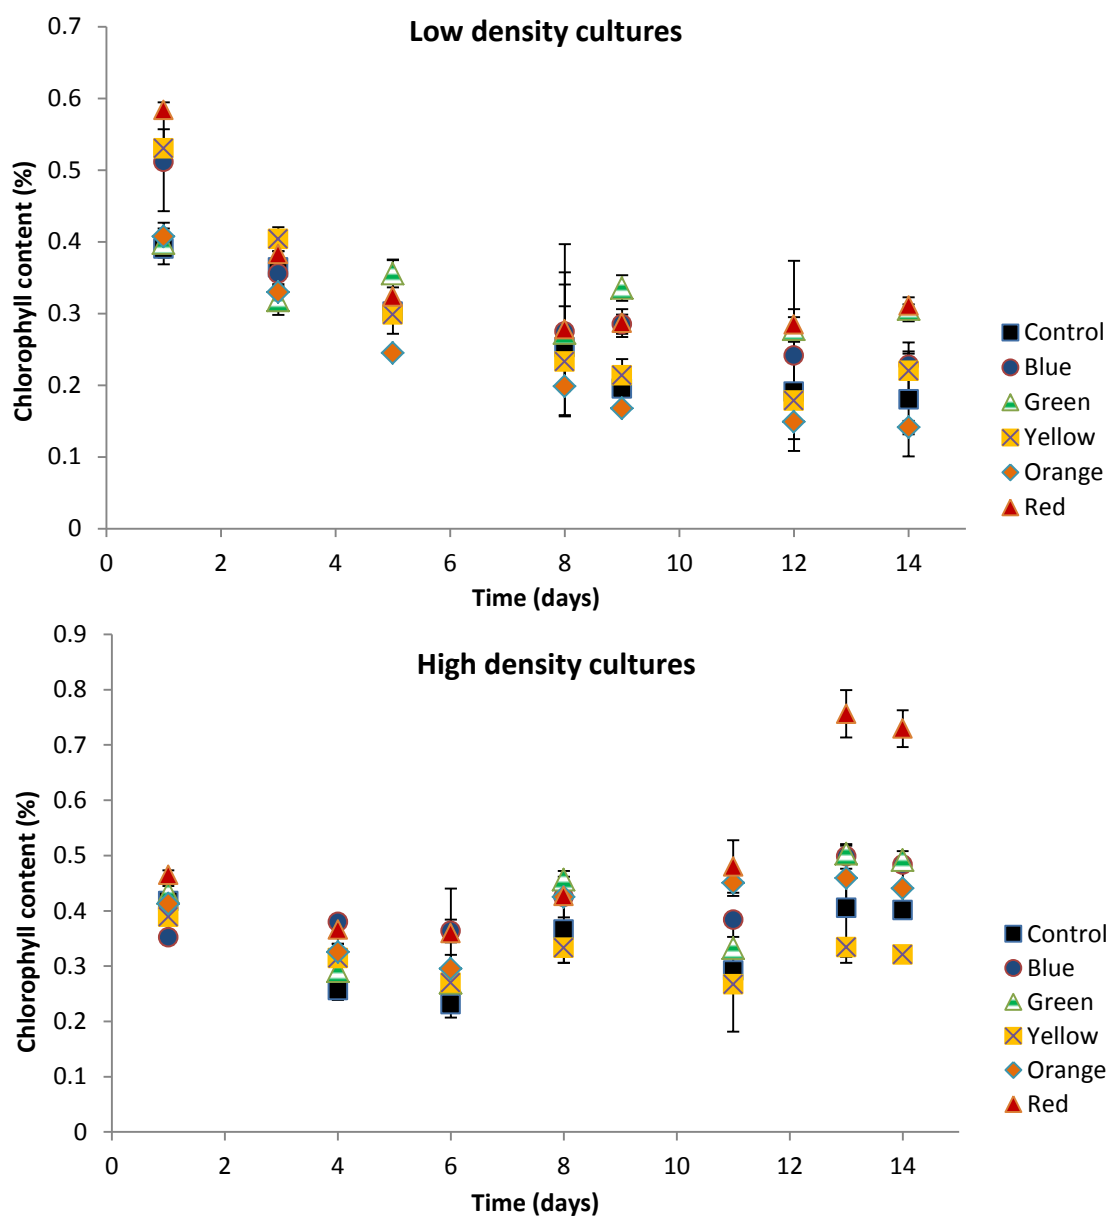 Low density cultures
0.7
0.6
0.5
0.4
0.3
0.2
0.1
0
Chlorophyll content (%)
0 2 4 6 8 10 12 14
Time (days)
Control
Blue
Green
Yellow
Orange
Red
High density cultures
0.9
0.8
0.7
0.6
0.5
0.4
0.3
0.2
0.1
0
Chlorophyll content (%)
0 2 4 6 8 10 12 14
Time (days)
Control
Blue
Green
Yellow
Orange
Red